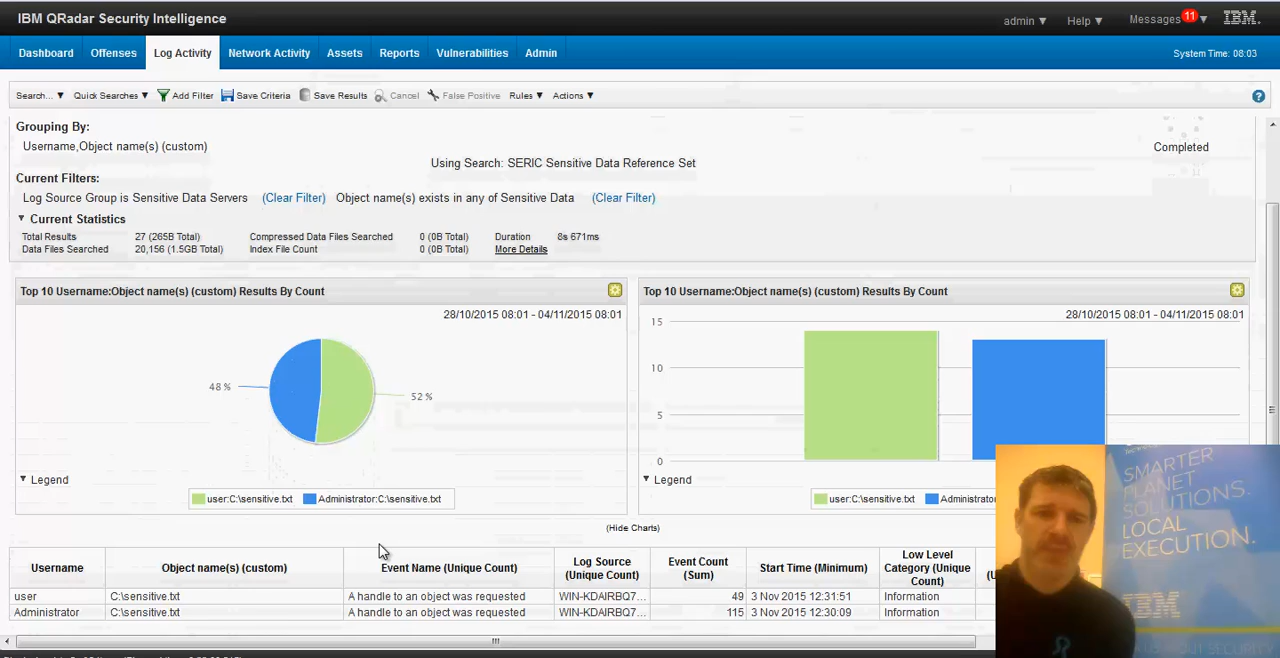 IBM QRadar Security Intelligence
admin ▼ Help ▼ Messages 11 ▼ IBM.
Dashboard Offenses Log Activity Network Activity Assets Reports Vulnerabilities Admin System Time: 08:03
Search... ▼ Quick Searches ▼ Add Filter Save Criteria Save Results Cancel False Positive Rules ▼ Actions ▼ ?
Grouping By:
Username,Object name(s) (custom)
Completed
Using Search: SERIC Sensitive Data Reference Set
Current Filters:
Log Source Group is Sensitive Data Servers (Clear Filter) Object name(s) exists in any of Sensitive Data (Clear Filter)
▼ Current Statistics
Total Results 27 (265B Total) Compressed Data Files Searched 0 (0B Total) Duration 8s 671ms
Data Files Searched 20,156 (1.5GB Total) Index File Count 0 (0B Total) More Details
Top 10 Username:Object name(s) (custom) Results By Count
28/10/2015 08:01 - 04/11/2015 08:01
48 %
52 %
▼ Legend
user:C:\sensitive.txt Administrator:C:\sensitive.txt
Top 10 Username:Object name(s) (custom) Results By Count
28/10/2015 08:01 - 04/11/2015 08:01
15
10
5
0
▼ Legend
user:C:\sensitive.txt Administrato
(Hide Charts)
Username Object name(s) (custom) Event Name (Unique Count) Log Source (Unique Count) Event Count (Sum) Start Time (Minimum) Low Level Category (Unique Count)
user C:\sensitive.txt A handle to an object was requested WIN-KDAIRBQ7... 49 3 Nov 2015 12:31:51 Information
Administrator C:\sensitive.txt A handle to an object was requested WIN-KDAIRBQ7... 115 3 Nov 2015 12:30:09 Information
SMARTER
PLANET
SOLUTIONS.
LOCAL
EXECUTION.
IBM